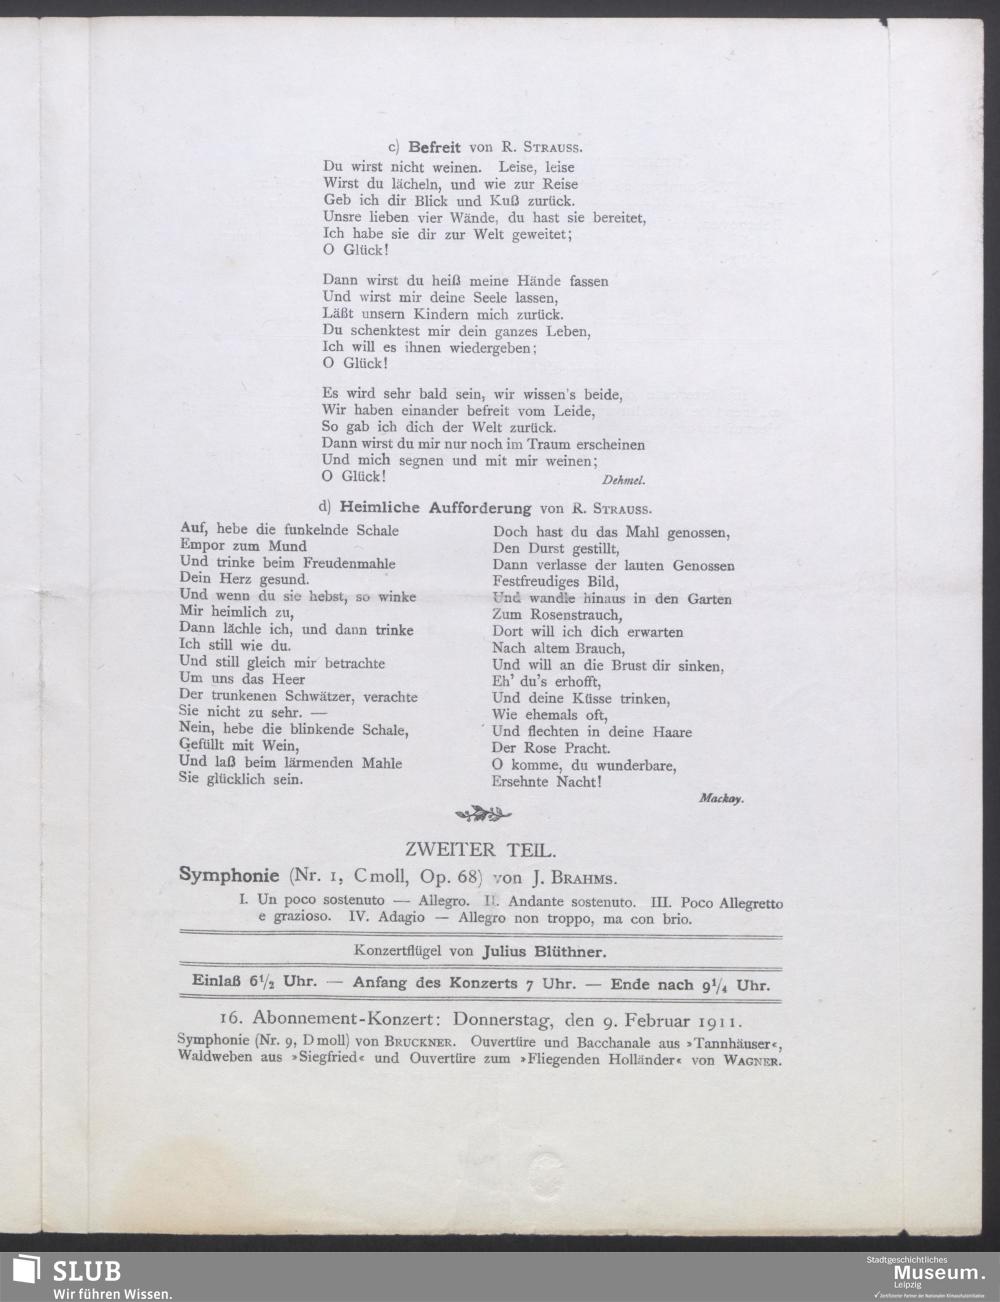 c) Befreit von R. Strauss.
Du wirst nicht weinen. Leise, leise
Wirst du lächeln, und wie zur Reise
Geb ich dir Blick und Kuß zurück.
Unsre lieben vier Wände, du hast sie bereitet,
Ich habe sie dir zur Welt geweitet;
O Glück!
Dann wirst du heiß meine Hände fassen
Und wirst mir deine Seele lassen,
Läßt unsern Kindern mich zurück.
Du schenktest mir dein ganzes Leben,
Ich will es ihnen wiedergeben;
O Glück!
Es wird sehr bald sein, wir wissen's beide,
Wir haben einander befreit vom Leide,
So gab ich dich der Welt zurück.
Dann wirst du mir nur noch im Traum erscheinen
Und mich segnen und mit mir weinen;
O Glück!
Dehmel.
d) Heimliche Aufforderung von R. Strauss.
Auf, hebe die funkelnde Schale
Empor zum Mund
Und trinke beim Freudenmahle
Dein Herz gesund.
Und wenn du sie hebst, so winke
Mir heimlich zu,
Dann lächle ich, und dann trinke
Ich still wie du.
Und still gleich mir betrachte
Um uns das Heer
Der trunkenen Schwätzer, verachte
Sie nicht zu sehr. —
Nein, hebe die blinkende Schale,
Gefüllt mit Wein,
Und laß beim lärmenden Mahle
Sie glücklich sein.
Doch hast du das Mahl genossen,
Den Durst gestillt,
Dann verlasse der lauten Genossen
Festfreudiges Bild,
Und wandle hinaus in den Garten
Zum Rosenstrauch,
Dort will ich dich erwarten
Nach altem Brauch,
Und will an die Brust dir sinken,
Eh' du's erhofft,
Und deine Küsse trinken,
Wie ehemals oft,
Und flechten in deine Haare
Der Rose Pracht.
O komme, du wunderbare,
Ersehnte Nacht!
Mackay.
ZWEITER TEIL.
Symphonie (Nr. 1, C moll, Op. 68) von J. Brahms.
I. Un poco sostenuto — Allegro. II. Andante sostenuto. III. Poco Allegretto
e grazioso. IV. Adagio — Allegro non troppo, ma con brio.
Konzertflügel von Julius Blüthner.
Einlaß 6½ Uhr. — Anfang des Konzerts 7 Uhr. — Ende nach 9¼ Uhr.
16. Abonnement-Konzert: Donnerstag, den 9. Februar 1911.
Symphonie (Nr. 9, D moll) von Bruckner. Ouvertüre und Bacchanale aus »Tannhäuser«,
Waldweben aus »Siegfried« und Ouvertüre zum »Fliegenden Holländer« von Wagner.
SLUB
Wir führen Wissen.
Stadtgeschichtliches
Museum.
Leipzig
Zertifizierter Partner der Nationalen Klimaschutzinitiative